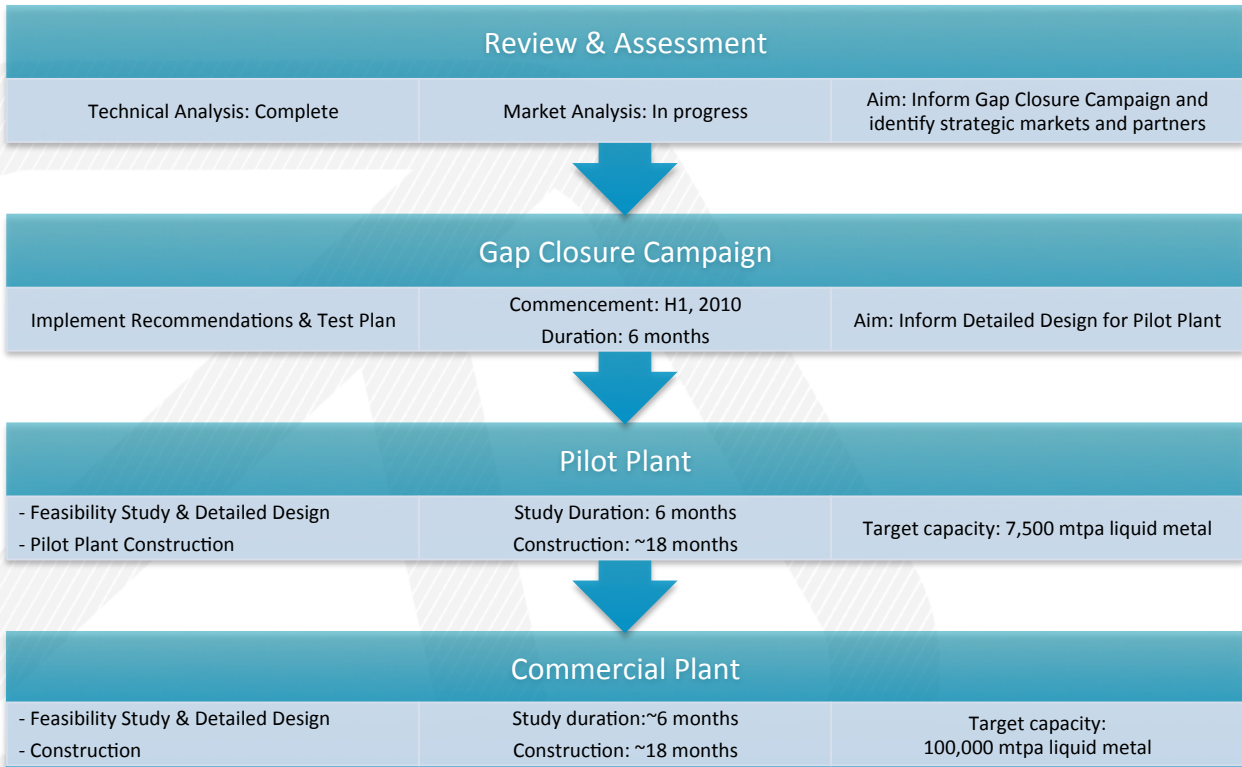 Review & Assessment
Technical Analysis: Complete
Market Analysis: In progress
Aim: Inform Gap Closure Campaign and
identify strategic markets and partners
Gap Closure Campaign
Implement Recommendations & Test Plan
Commencement: H1, 2010
Duration: 6 months
Aim: Inform Detailed Design for Pilot Plant
Pilot Plant
- Feasibility Study & Detailed Design
- Pilot Plant Construction
Study Duration: 6 months
Construction: ~18 months
Target capacity: 7,500 mtpa liquid metal
Commercial Plant
- Feasibility Study & Detailed Design
- Construction
Study duration:~6 months
Construction: ~18 months
Target capacity:
100,000 mtpa liquid metal